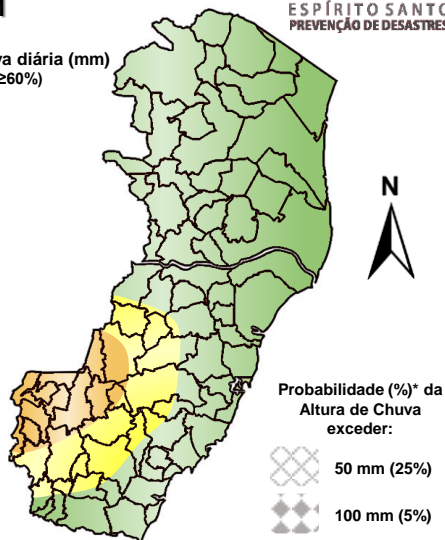 ESPÍRITO SANTO
PREVENÇÃO DE DESASTRES
(mm)
≥60%)
diária
N
Probabilidade (%)* da
Altura de Chuva
exceder:
50 mm (25%)
100 mm (5%)